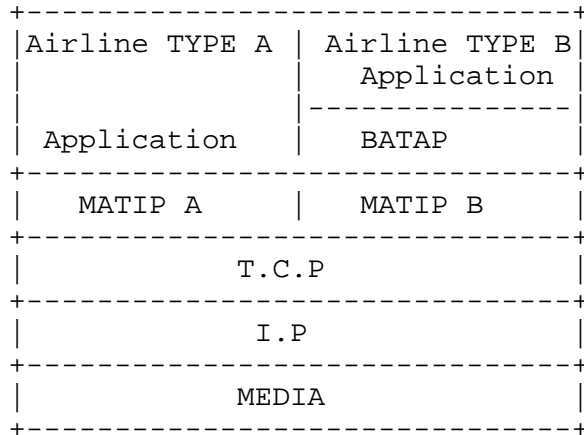 +-------------------------------+
|Airline TYPE A | Airline TYPE B|
|               |   Application |
|               |---------------|
| Application   |   BATAP       |
+-------------------------------+
|   MATIP A     |   MATIP B     |
+-------------------------------+
|            T.C.P              |
+-------------------------------+
|             I.P               |
+-------------------------------+
|            MEDIA              |
+-------------------------------+